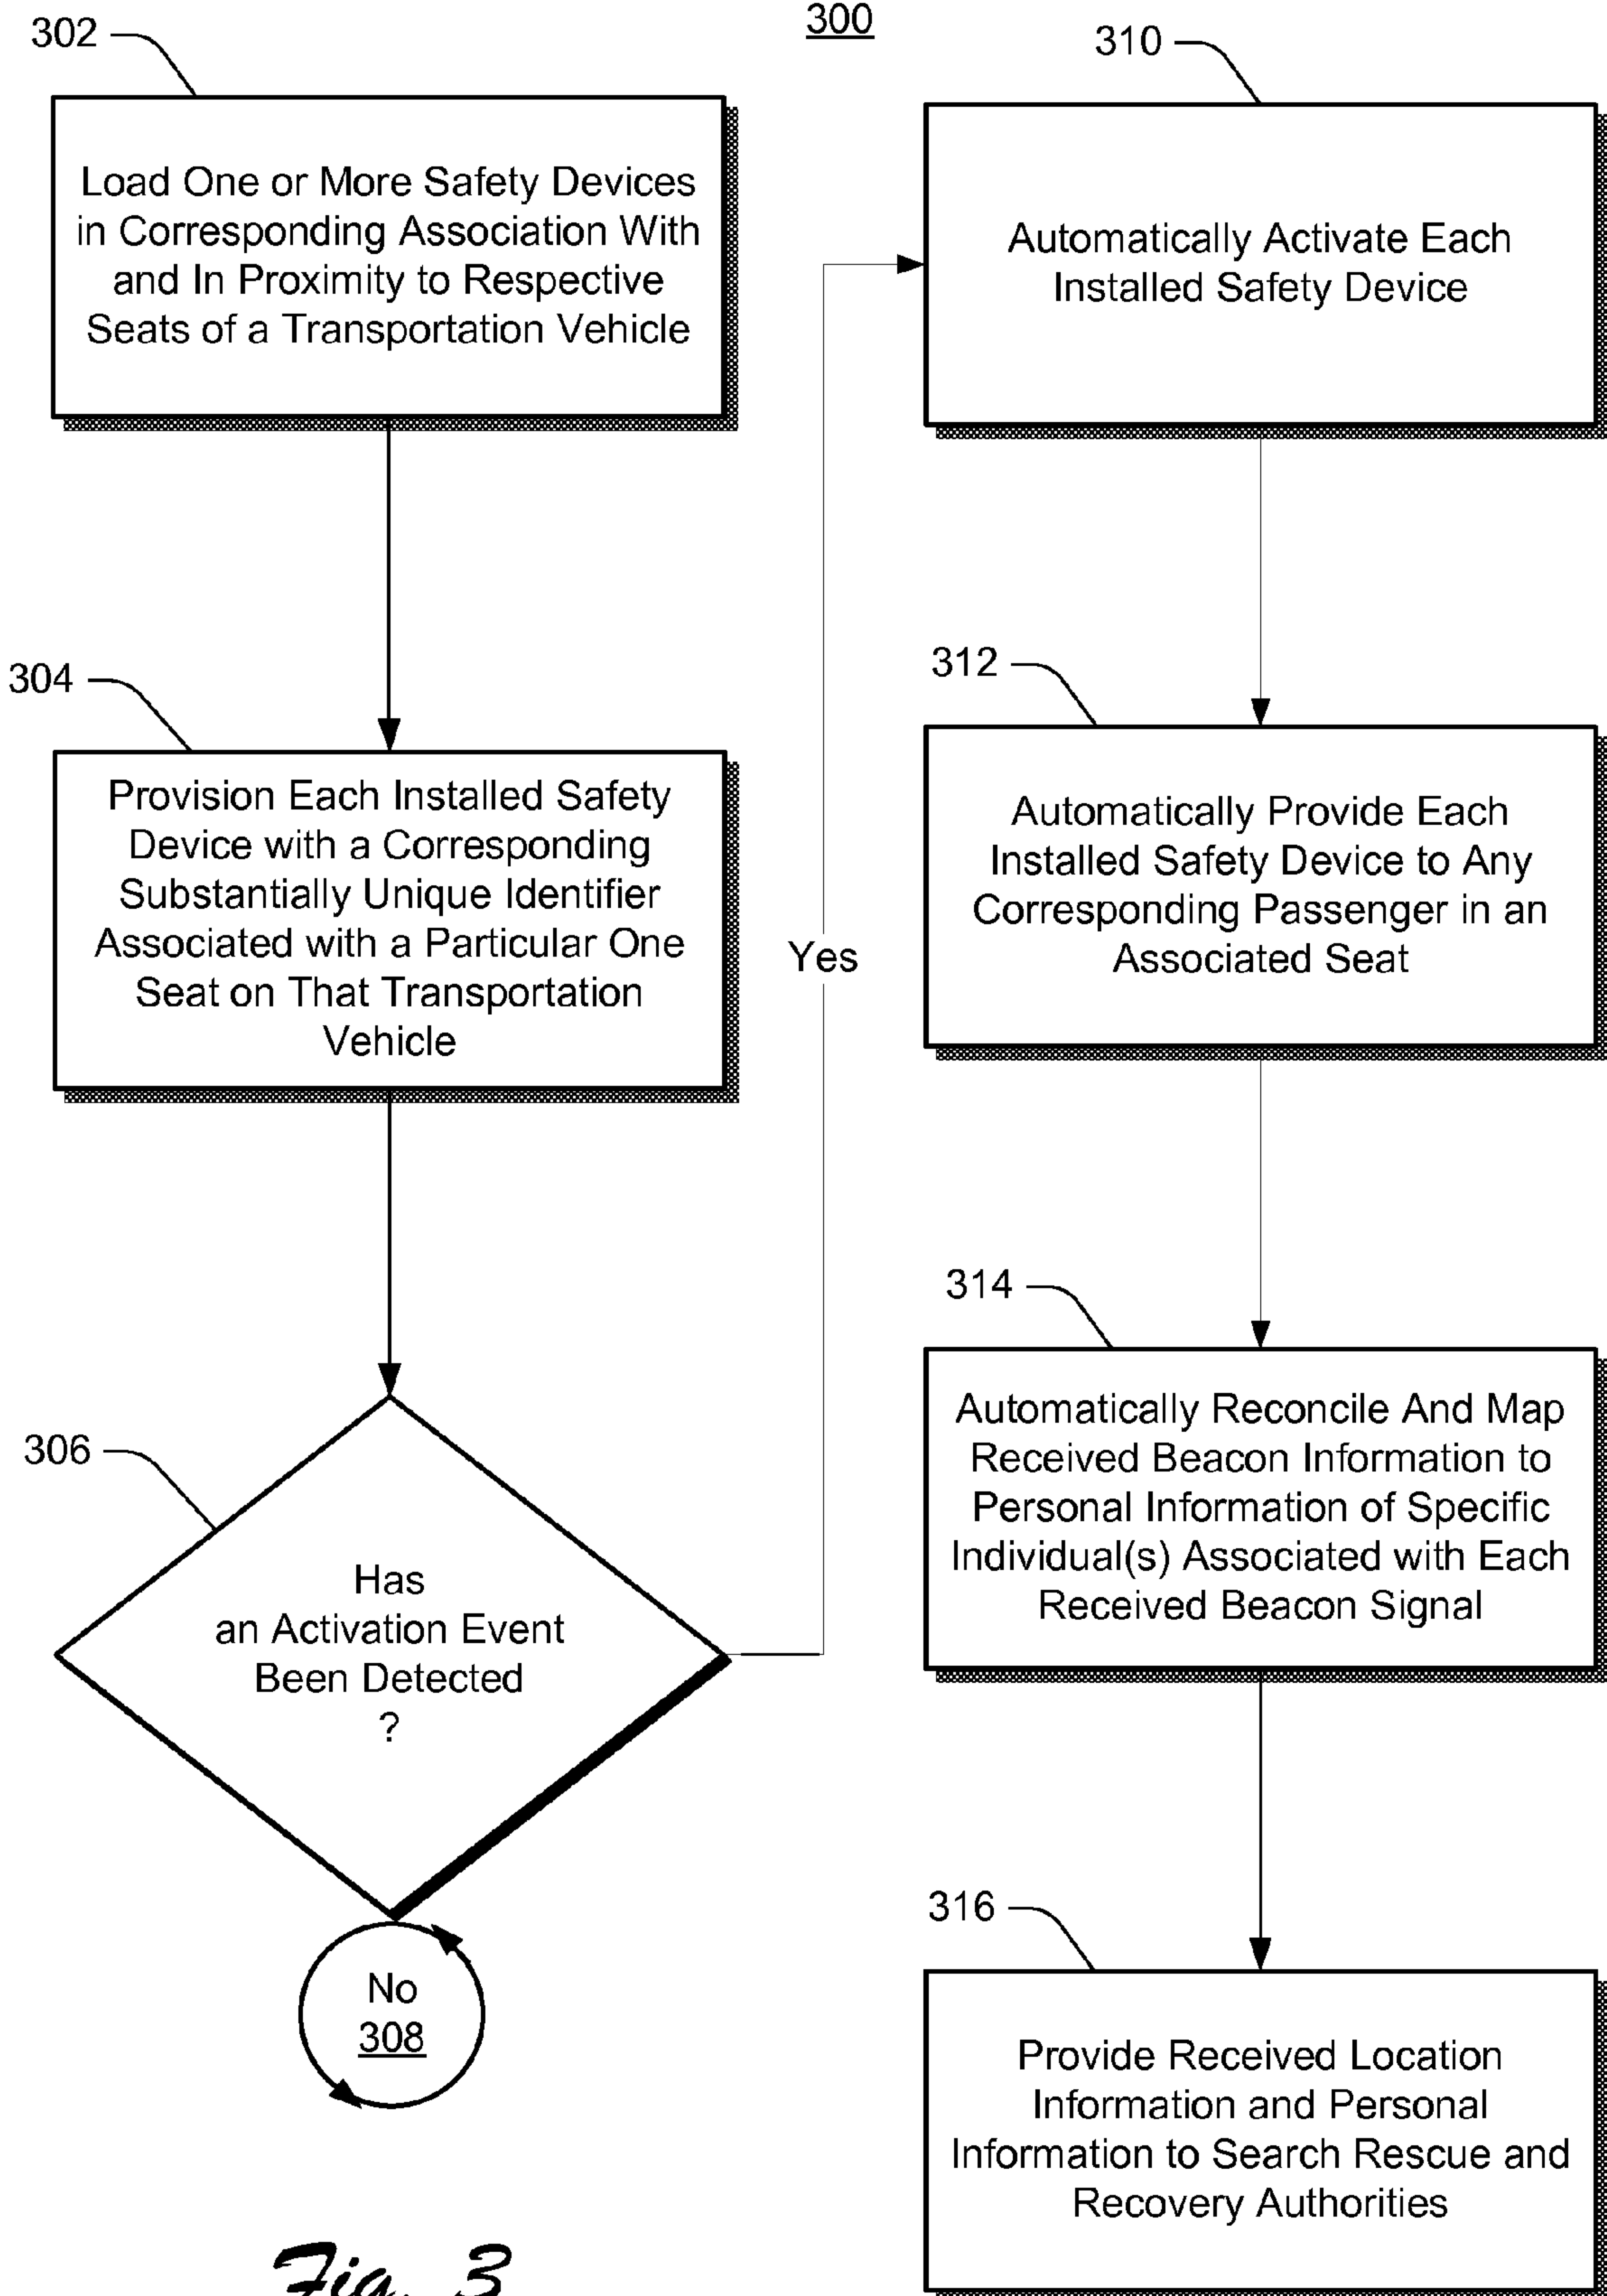 300
302
Load One or More Safety Devices
in Corresponding Association With
and In Proximity to Respective
Seats of a Transportation Vehicle
304
Provision Each Installed Safety
Device with a Corresponding
Substantially Unique Identifier
Associated with a Particular One
Seat on That Transportation
Vehicle
306
Has
an Activation Event
Been Detected
?
No
308
Yes
310
Automatically Activate Each
Installed Safety Device
312
Automatically Provide Each
Installed Safety Device to Any
Corresponding Passenger in an
Associated Seat
314
Automatically Reconcile And Map
Received Beacon Information to
Personal Information of Specific
Individual(s) Associated with Each
Received Beacon Signal
316
Provide Received Location
Information and Personal
Information to Search Rescue and
Recovery Authorities
Fig. 3